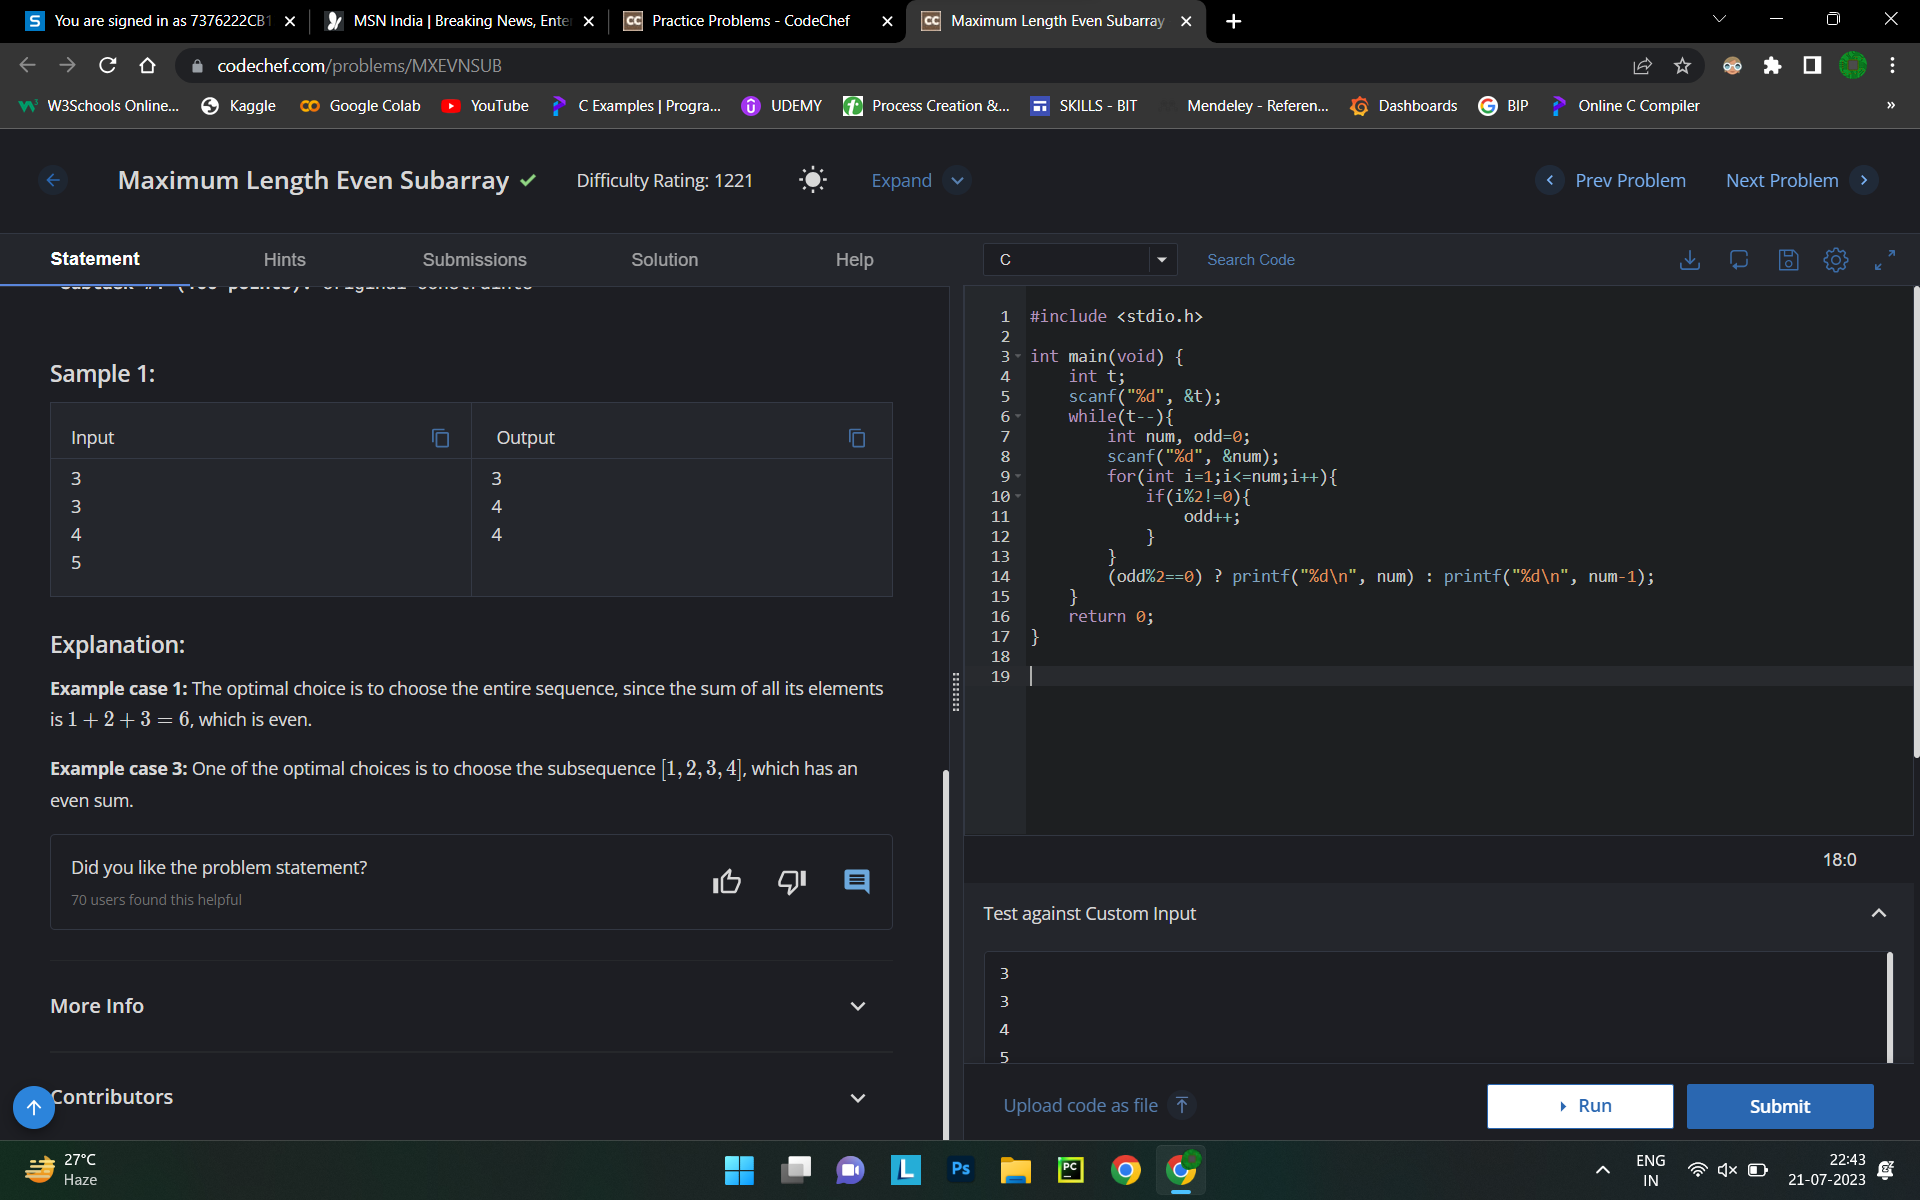 You are signed in as 7376222CB1
MSN India | Breaking News, Ente
Practice Problems - CodeChef
Maximum Length Even Subarray
codechef.com/problems/MXEVNSUB
W3Schools Online...
Kaggle
Google Colab
YouTube
C Examples | Progra...
UDEMY
Process Creation &...
SKILLS - BIT
Mendeley - Referen...
Dashboards
BIP
Online C Compiler
»
Maximum Length Even Subarray
Difficulty Rating: 1221
Expand
Prev Problem
Next Problem
Statement
Hints
Submissions
Solution
Help
C
Search Code
Sample 1:
Input
Output
3
3
4
5
3
4
4
Explanation:
Example case 1: The optimal choice is to choose the entire sequence, since the sum of all its elements
is 1 + 2 + 3 = 6, which is even.
Example case 3: One of the optimal choices is to choose the subsequence [1, 2, 3, 4], which has an
even sum.
Did you like the problem statement?
70 users found this helpful
More Info
Contributors
1 #include <stdio.h>
2
3 int main(void) {
4     int t;
5     scanf("%d", &t);
6     while(t--){
7         int num, odd=0;
8         scanf("%d", &num);
9         for(int i=1;i<=num;i++){
10             if(i%2!=0){
11                 odd++;
12             }
13         }
14         (odd%2==0) ? printf("%d\n", num) : printf("%d\n", num-1);
15     }
16     return 0;
17 }
18
19
18:0
Test against Custom Input
3
3
4
5
Upload code as file
Run
Submit
27°C
Haze
L
Ps
PC
ENG
IN
22:43
21-07-2023